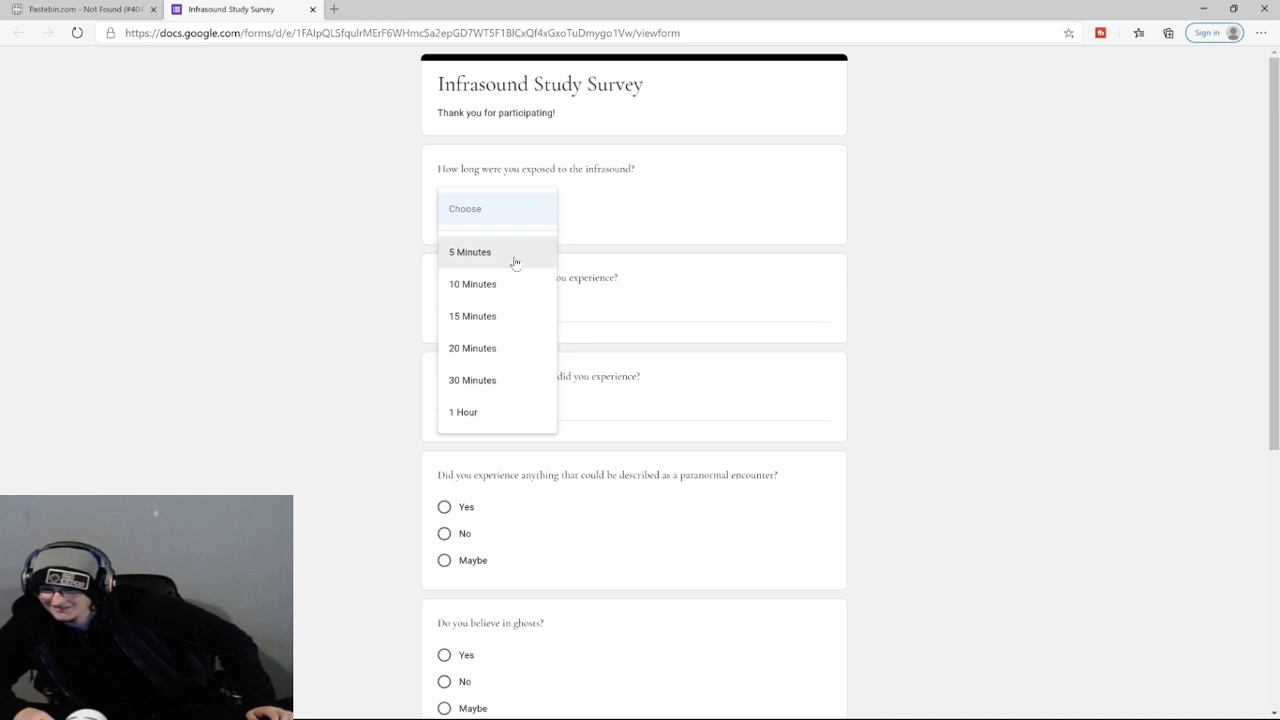 Pastebin.com - Not Found (#404
Infrasound Study Survey
https://docs.google.com/forms/d/e/
Sign in
Infrasound Study Survey
Thank you for participating!
How long were you exposed to the infrasound?
Choose
5 Minutes
ou experience?
10 Minutes
15 Minutes
20 Minutes
did you experience?
30 Minutes
1 Hour
Did you experience anything that could be described as a paranormal encounter?
Yes
No
Maybe
Do you believe in ghosts?
Yes
No
Maybe